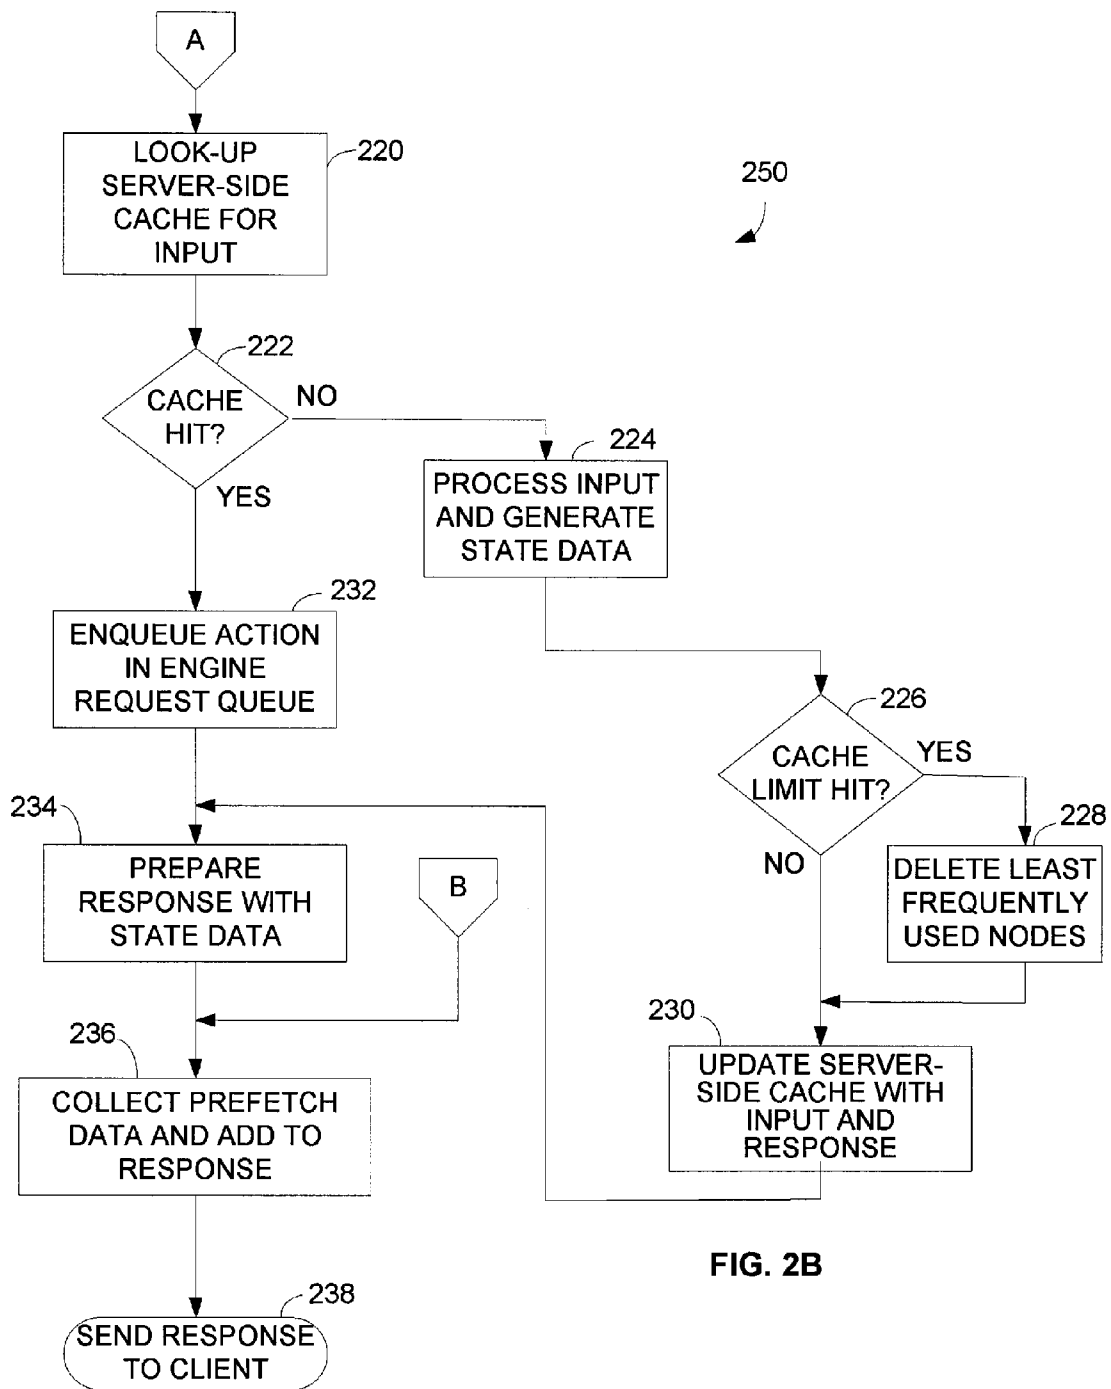 A
LOOK-UP
SERVER-SIDE
CACHE FOR
INPUT
220
250
222
CACHE
HIT?
NO
YES
224
PROCESS INPUT
AND GENERATE
STATE DATA
232
ENQUEUE ACTION
IN ENGINE
REQUEST QUEUE
226
CACHE
LIMIT HIT?
YES
NO
228
DELETE LEAST
FREQUENTLY
USED NODES
234
PREPARE
RESPONSE WITH
STATE DATA
B
230
UPDATE SERVER-
SIDE CACHE WITH
INPUT AND
RESPONSE
236
COLLECT PREFETCH
DATA AND ADD TO
RESPONSE
FIG. 2B
238
SEND RESPONSE
TO CLIENT